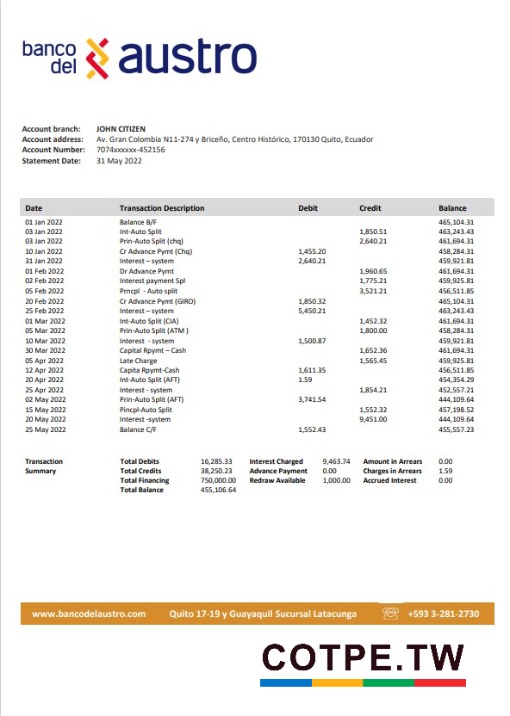 banco del austro
Account branch: JOHN CITIZEN
Account address: Av. Gran Colombia N11-274 y Briceño, Centro Histórico, 170130 Quito, Ecuador
Account Number: 7074xxxxxx-452156
Statement Date: 31 May 2022
Date Transaction Description Debit Credit Balance
01 Jan 2022 Balance B/F 465,104.31
03 Jan 2022 Int-Auto Split 1,850.51 463,243.43
03 Jan 2022 Prin-Auto Split (chq) 2,640.21 461,694.31
10 Jan 2022 Cr Advance Pymt (Chq) 1,455.20 458,284.31
31 Jan 2022 Interest – system 2,640.21 459,921.81
01 Feb 2022 Dr Advance Pymt 1,960.65 461,694.31
02 Feb 2022 Interest payment Spl 1,775.21 459,925.81
05 Feb 2022 Prncpl - Auto split 3,521.21 456,511.85
20 Feb 2022 Cr Advance Pymt (GIRO) 1,850.32 465,104.31
25 Feb 2022 Interest – system 5,450.21 463,243.43
01 Mar 2022 Int-Auto Split (CIA) 1,452.32 461,694.31
05 Mar 2022 Prin-Auto Split (ATM ) 1,800.00 458,284.31
10 Mar 2022 Interest - system 1,500.87 459,921.81
30 Mar 2022 Capital Rpymt – Cash 1,652.36 461,694.31
05 Apr 2022 Late Charge 1,565.45 459,925.81
12 Apr 2022 Capita Rpymt-Cash 1,611.35 456,511.85
20 Apr 2022 Int-Auto Split (AFT) 1.59 454,354.29
25 Apr 2022 Interest - system 1,854.21 452,557.21
02 May 2022 Prin-Auto Split (AFT) 3,741.54 444,109.64
15 May 2022 Pincpl-Auto Split 1,552.32 457,198.52
20 May 2022 Interest -system 9,451.00 444,109.64
25 May 2022 Balance C/F 1,552.43 455,557.23
Transaction Total Debits 16,285.33 Interest Charged 9,463.74 Amount in Arrears 0.00
Summary Total Credits 38,250.23 Advance Payment 0.00 Charges in Arrears 1.59
Total Financing 750,000.00 Redraw Available 1,000.00 Accrued Interest 0.00
Total Balance 455,106.64
www.bancodelaustro.com Quito 17-19 y Guayaquil Sucursal Latacunga +593 3-281-2730
COTPE.TW